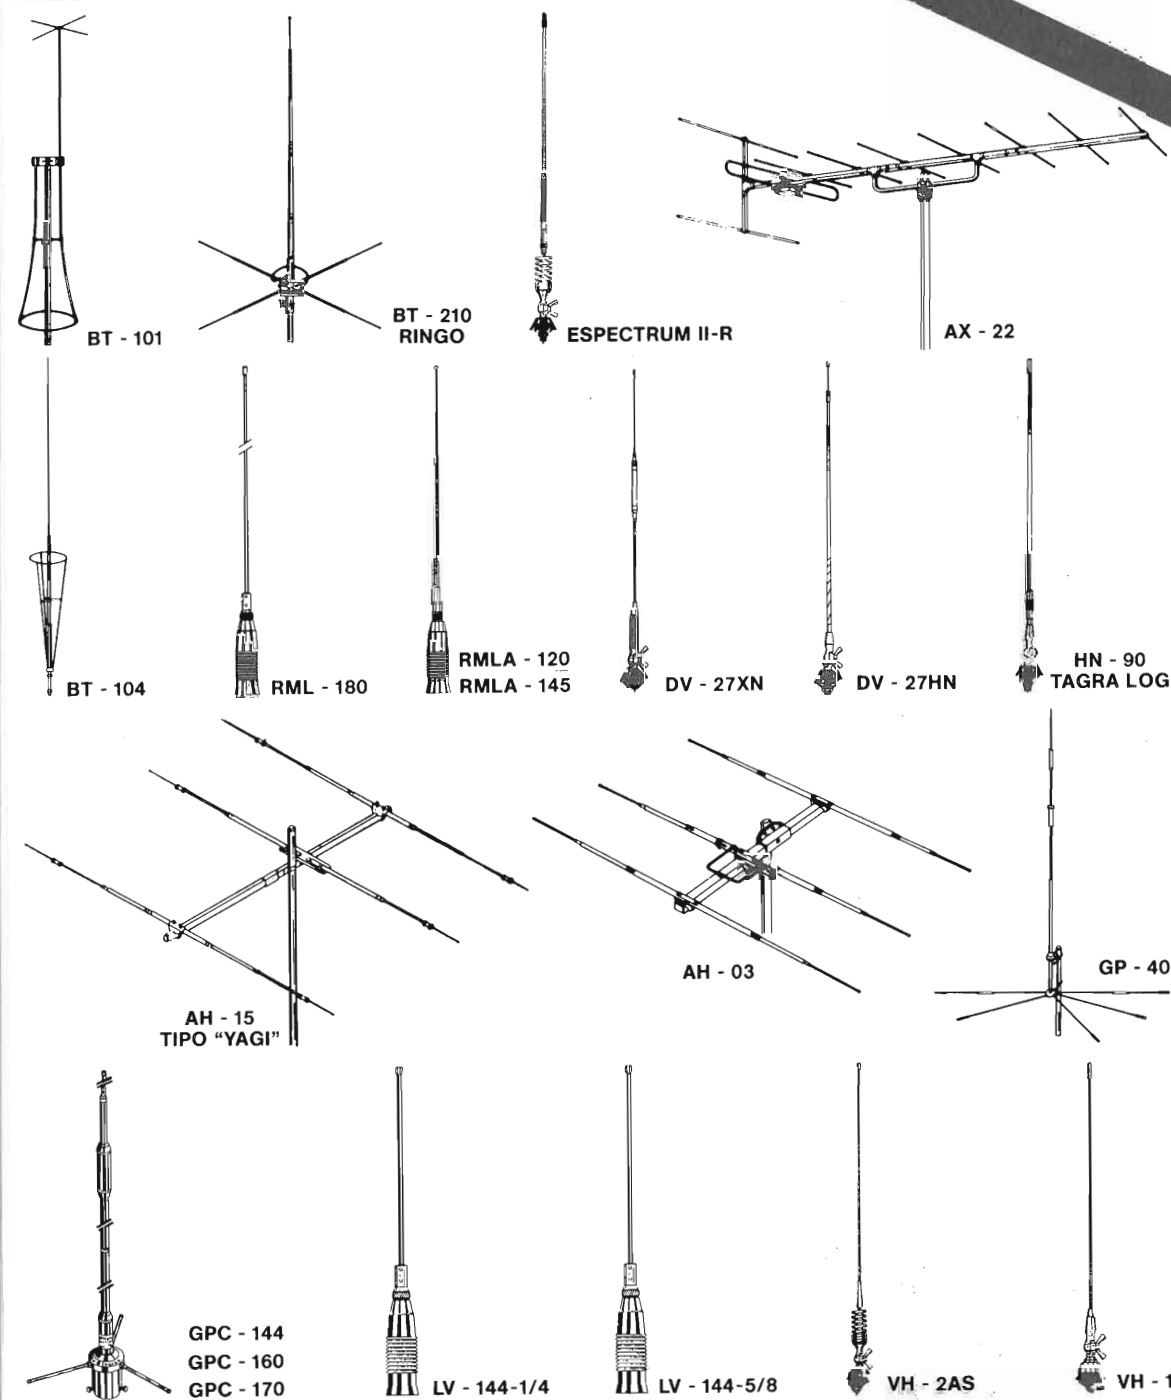 BT - 101
BT - 210
RINGO
ESPECTRUM II-R
AX - 22
BT - 104
RML - 180
RMLA - 120
RMLA - 145
DV - 27XN
DV - 27HN
HN - 90
TAGRA LOG
AH - 15
TIPO “YAGI”
AH - 03
GP - 40
GPC - 144
GPC - 160
GPC - 170
LV - 144-1/4
LV - 144-5/8
VH - 2AS
VH -